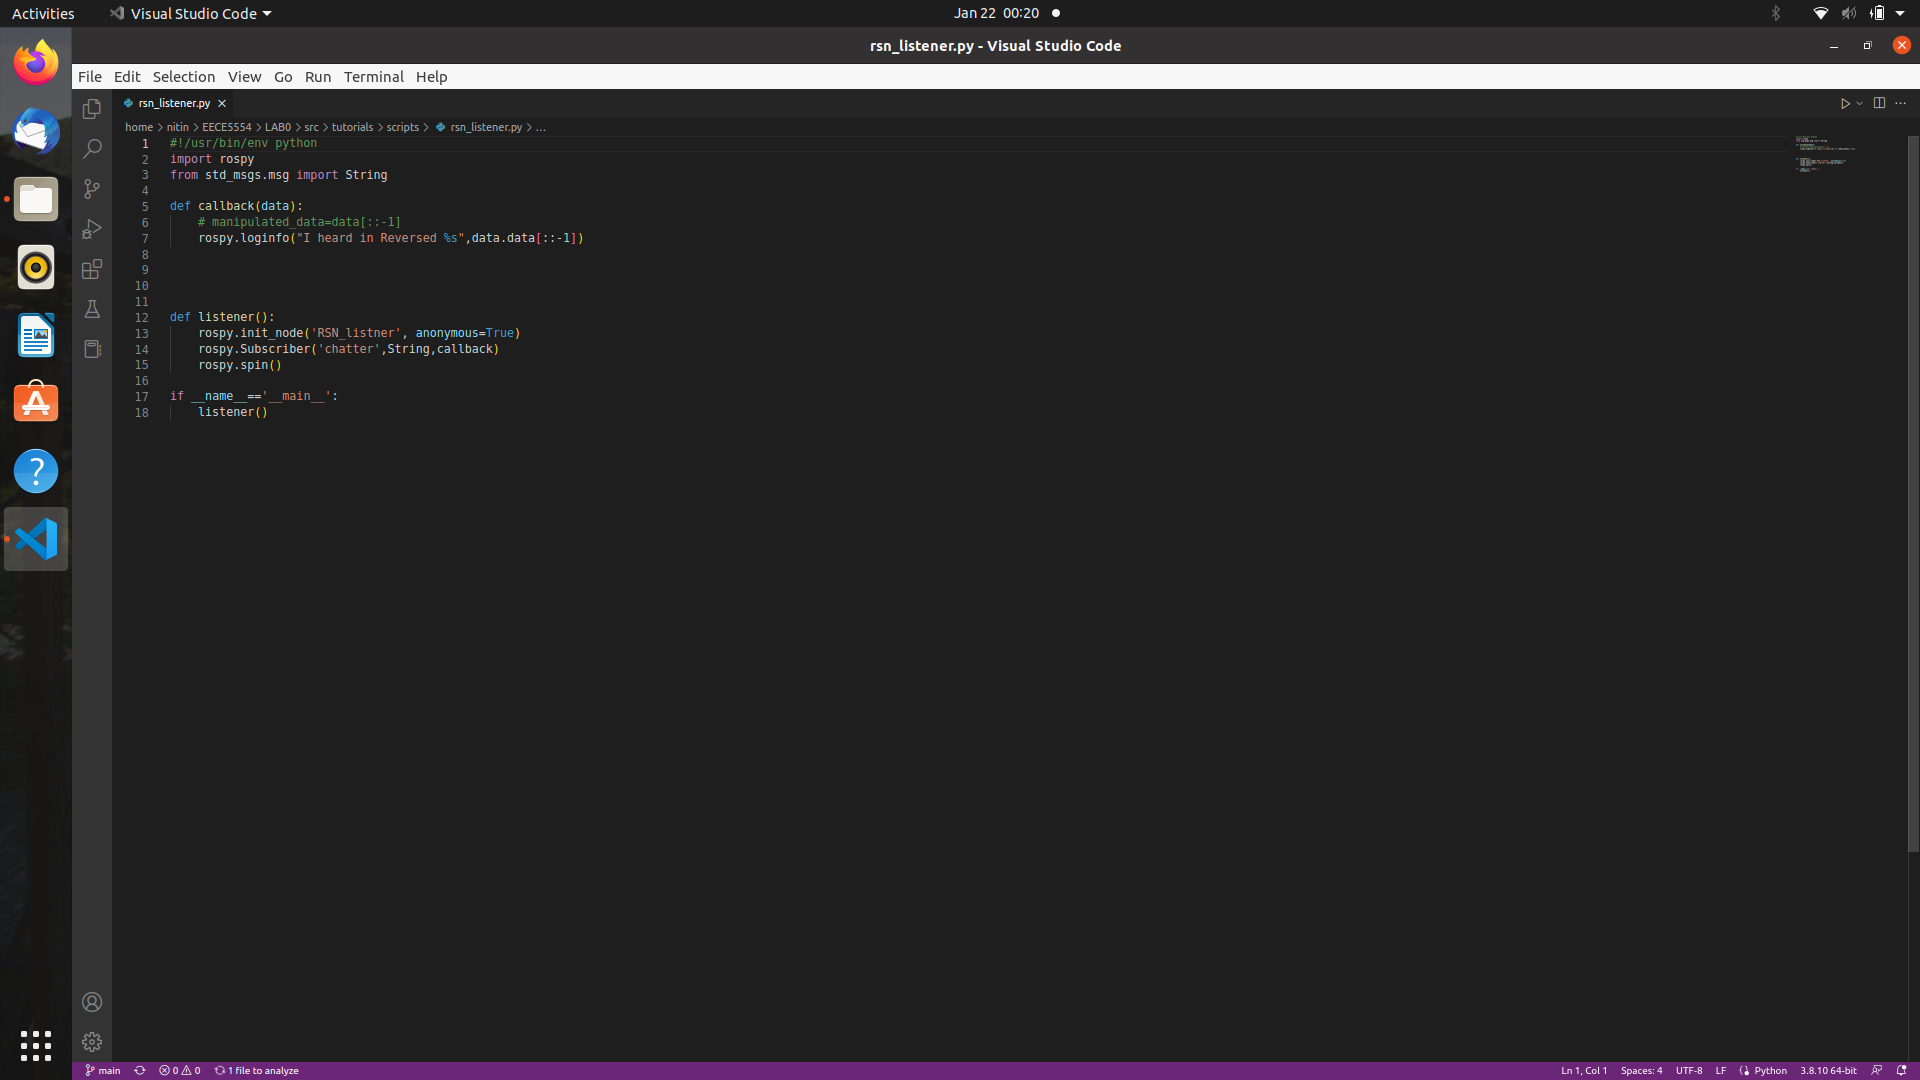 Activities Visual Studio Code Jan 22 00:20
rsn_listener.py - Visual Studio Code
File Edit Selection View Go Run Terminal Help
rsn_listener.py
home > nitin > EECE5554 > LAB0 > src > tutorials > scripts > rsn_listener.py > ...
1 #!/usr/bin/env python
2 import rospy
3 from std_msgs.msg import String
4
5 def callback(data):
6     # manipulated_data=data[::-1]
7     rospy.loginfo("I heard in Reversed %s",data.data[::-1])
8
9
10
11
12 def listener():
13     rospy.init_node('RSN_listner', anonymous=True)
14     rospy.Subscriber('chatter',String,callback)
15     rospy.spin()
16
17 if __name__=='__main__':
18     listener()
main 0 0 1 file to analyze Ln 1, Col 1 Spaces: 4 UTF-8 LF Python 3.8.10 64-bit